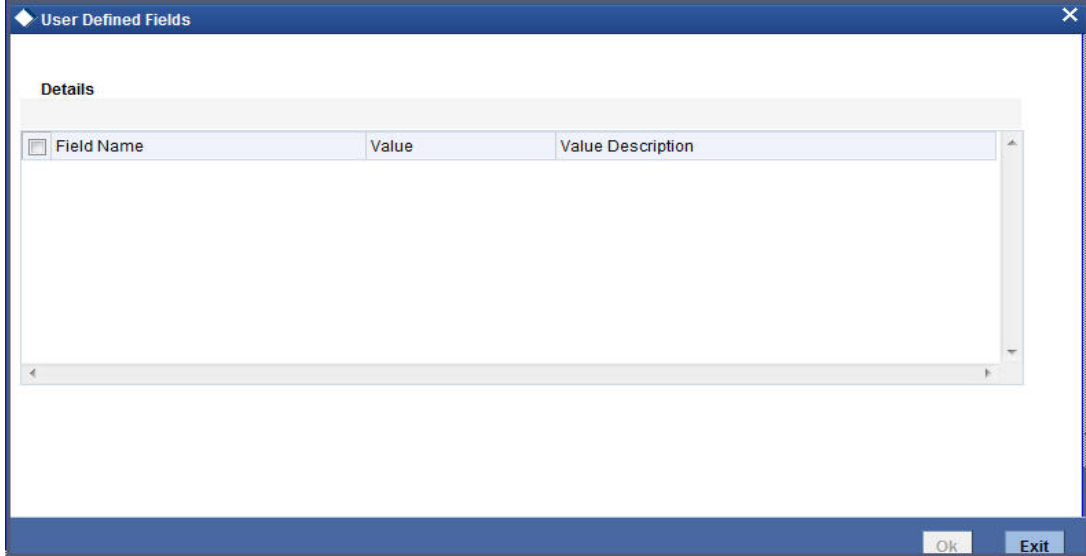 User Defined Fields
Details
Field Name Value Value Description
Ok Exit